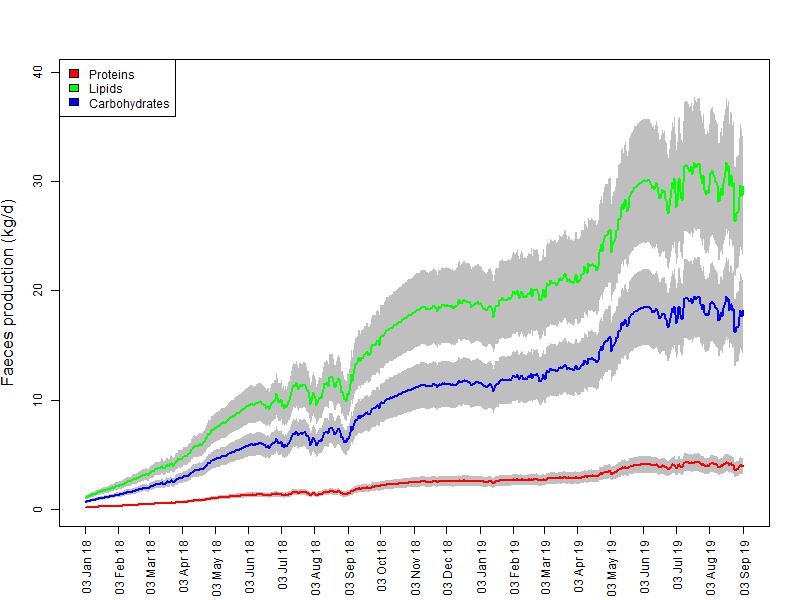 Faeces production (kg/d)
40
30
20
10
0
Proteins
Lipids
Carbohydrates
03 Jan 18
03 Feb 18
03 Mar 18
03 Apr 18
03 May 18
03 Jun 18
03 Jul 18
03 Aug 18
03 Sep 18
03 Oct 18
03 Nov 18
03 Dec 18
03 Jan 19
03 Feb 19
03 Mar 19
03 Apr 19
03 May 19
03 Jun 19
03 Jul 19
03 Aug 19
03 Sep 19